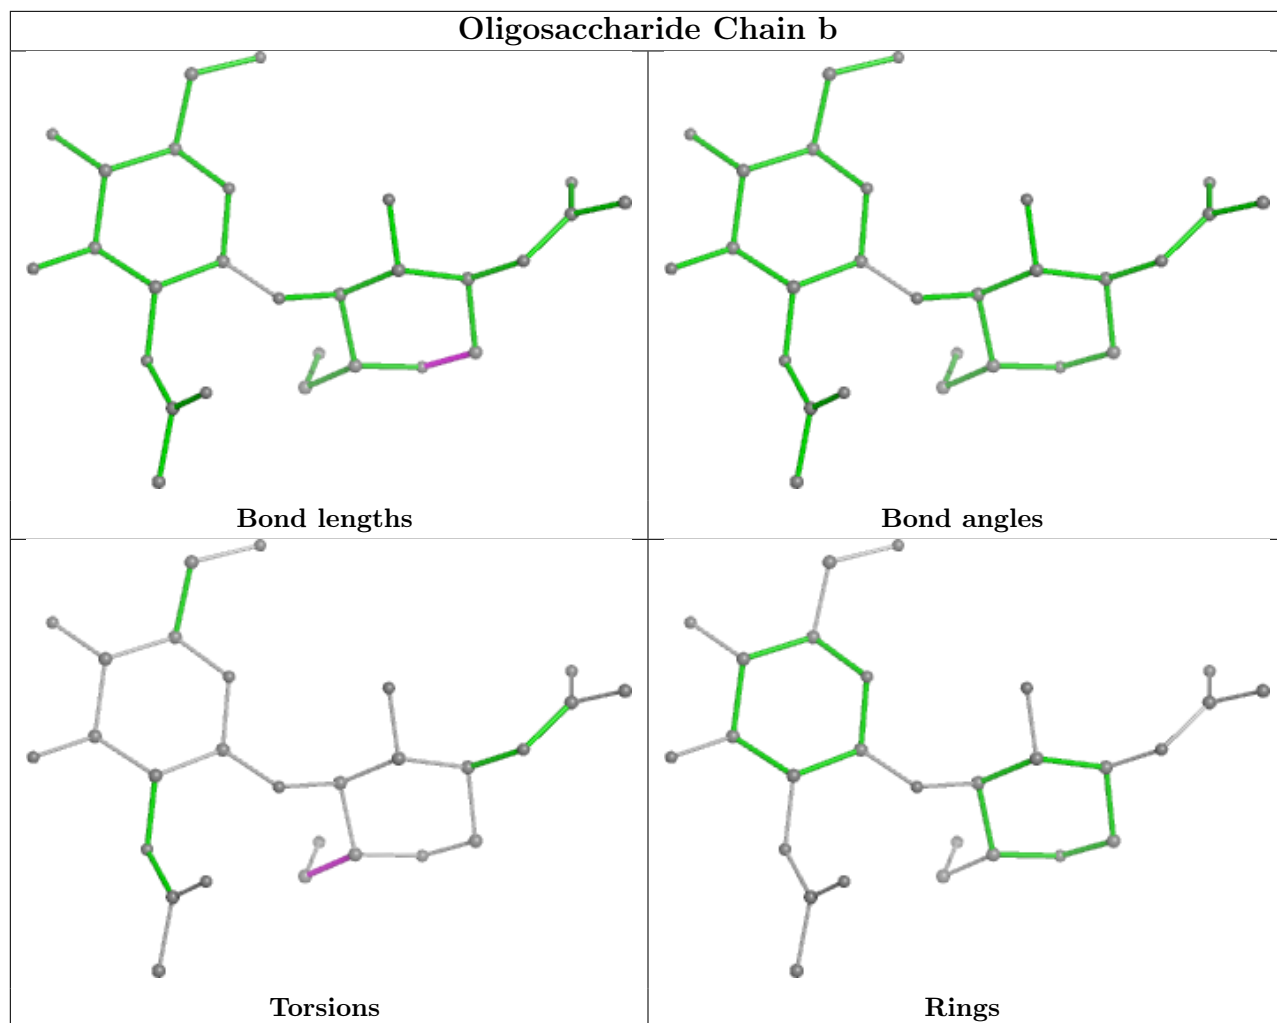 Oligosaccharide Chain b
Bond lengths
Bond angles
Torsions
Rings